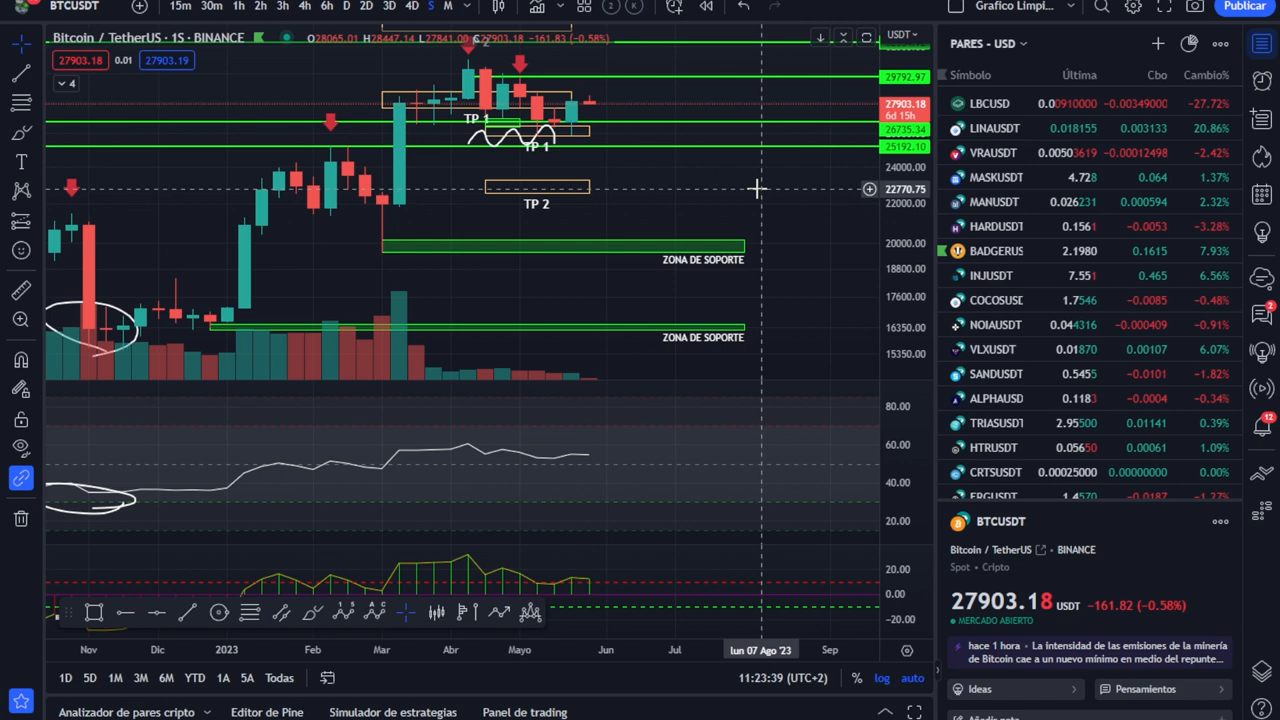 BTCUSDT
15m 30m 1h 2h 3h 4h 6h D 2D 3D 4D S M
2 K
Grafico Limpi...
Publicar
Bitcoin / TetherUS · 1S · BINANCE
O28065.01 H28447.14 L27841.00 C27903.18 −161.83 (−0.58%)
USDT
27903.18 0.01 27903.19
4
TP 1
TP 1
TP 2
ZONA DE SOPORTE
ZONA DE SOPORTE
29792.97
27903.18
6d 15h
26735.34
25192.10
24000.00
22770.75
22000.00
20000.00
18800.00
17600.00
16350.00
15350.00
80.00
60.00
40.00
20.00
20.00
0.00
−20.00
Nov Dic 2023 Feb Mar Abr Mayo Jun Jul lun 07 Ago '23 Sep
1D 5D 1M 3M 6M YTD 1A 5A Todas
11:23:39 (UTC+2) % log auto
Analizador de pares cripto Editor de Pine Simulador de estrategias Panel de trading
PARES - USD
Símbolo Última Cbo Cambio%
LBCUSD 0.00910000 −0.00349000 −27.72%
LINAUSDT 0.018155 0.003133 20.86%
VRAUSDT 0.00503619 −0.00012498 −2.42%
MASKUSDT 4.728 0.064 1.37%
MANUSDT 0.026231 0.000594 2.32%
HARDUSDT 0.1561 −0.0053 −3.28%
BADGERUS 2.1980 0.1615 7.93%
INJUSDT 7.551 0.465 6.56%
COCOSUSE 1.7546 −0.0085 −0.48%
NOIAUSDT 0.044316 −0.000409 −0.91%
VLXUSDT 0.01870 0.00107 6.07%
SANDUSDT 0.5455 −0.0101 −1.82%
ALPHAUSD 0.1183 −0.0004 −0.34%
TRIASUSDT 2.95500 0.01141 0.39%
HTRUSDT 0.05650 0.00061 1.09%
CRTSUSDT 0.00025000 0.00000000 0.00%
ERGUSDT 1.4570 −0.0187 −1.27%
BTCUSDT
Bitcoin / TetherUS · BINANCE
Spot · Cripto
27903.18 USDT −161.82 (−0.58%)
MERCADO ABIERTO
hace 1 hora · La intensidad de las emisiones de la minería
de Bitcoin cae a un nuevo mínimo en medio del repunte...
Ideas
Pensamientos
2
12